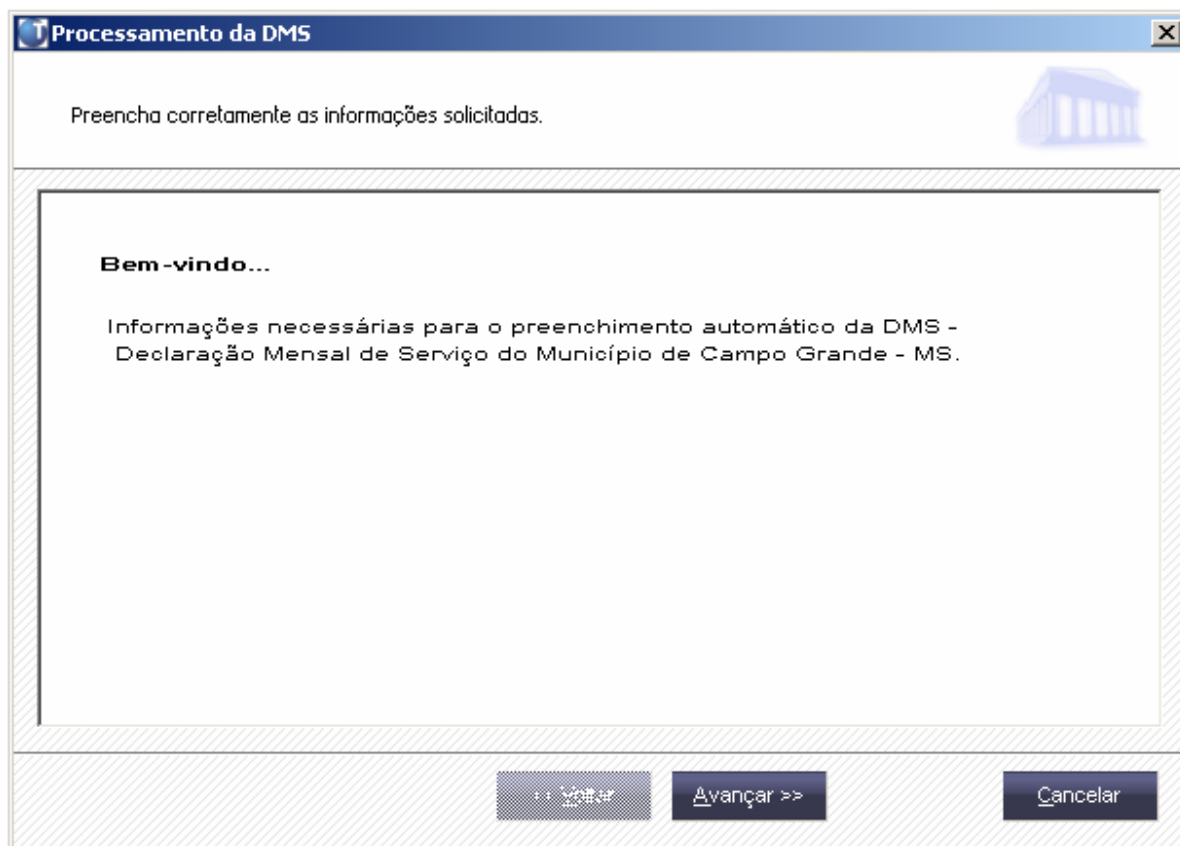 Processamento da DMS
Preencha corretamente as informações solicitadas.
Bem-vindo...
Informações necessárias para o preenchimento automático da DMS -
Declaração Mensal de Serviço do Município de Campo Grande - MS.
<< Voltar Avançar >> Cancelar